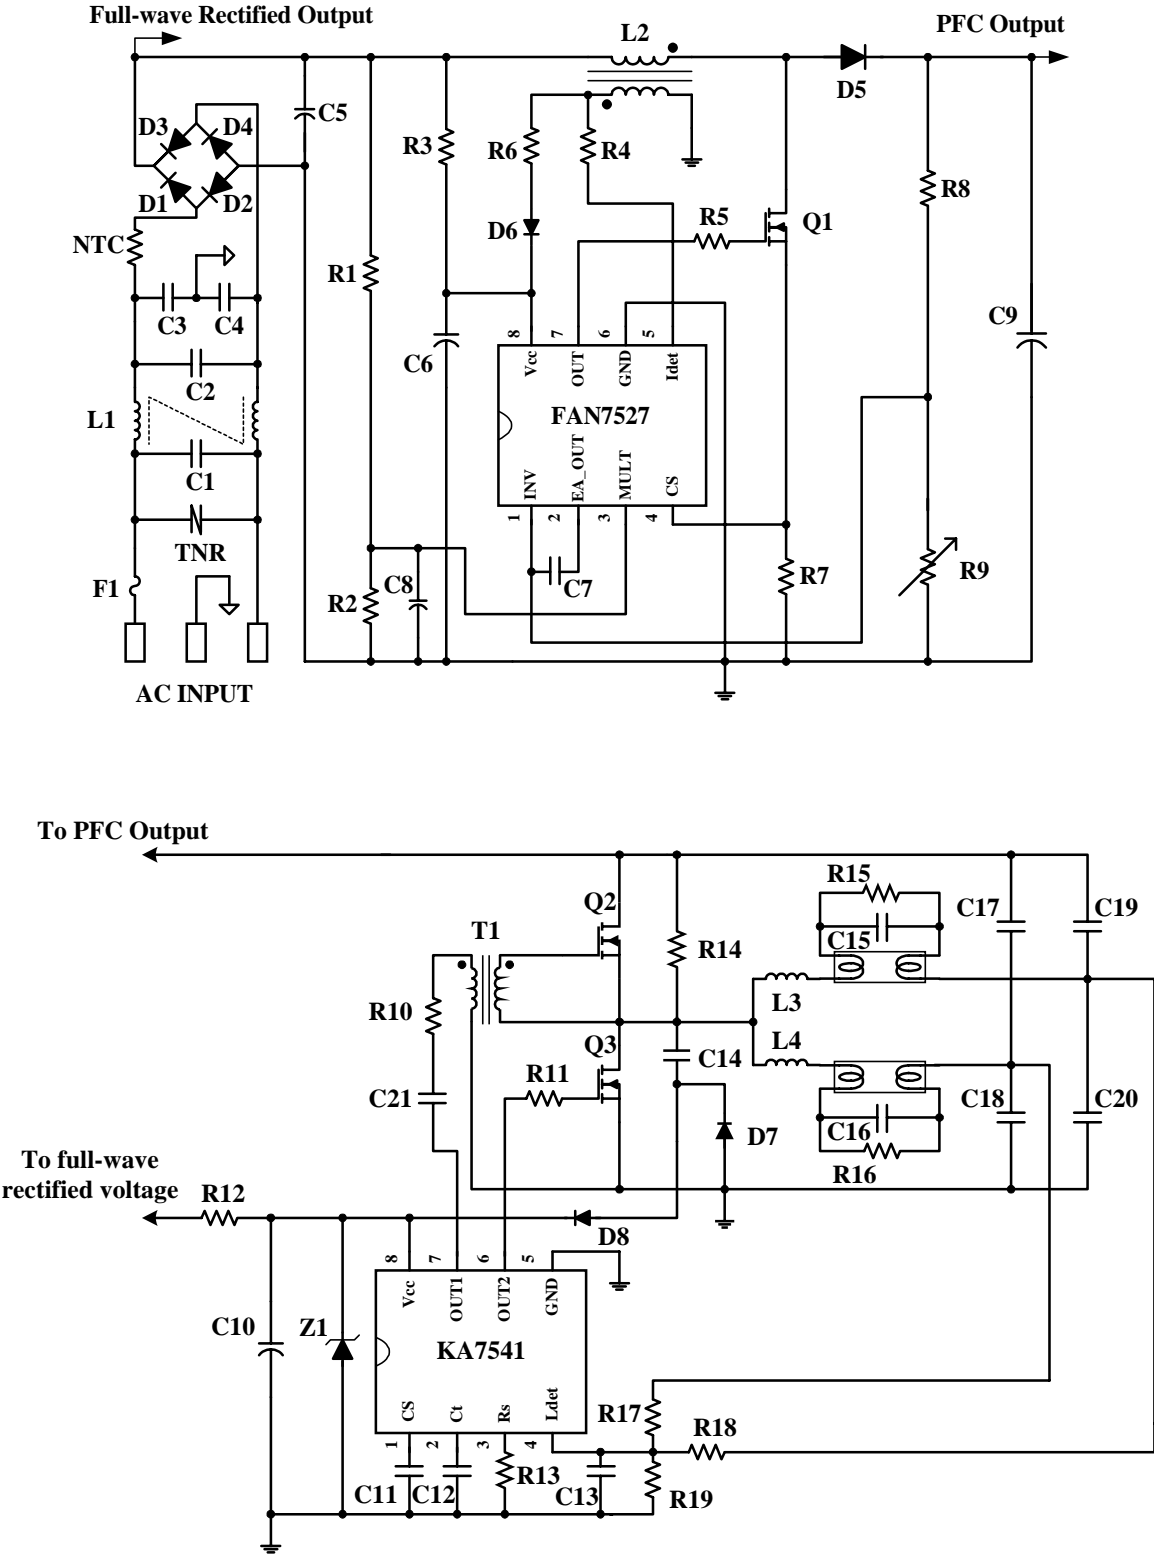 Full-wave Rectified Output
PFC Output
L2
D5
C5
D3
D4
R3
R6
R4
R8
D1
D2
R5
Q1
NTC
D6
R1
C3
C4
C9
C6
8
7
6
5
Vcc
OUT
GND
Idet
C2
L1
FAN7527
C1
INV
EA_OUT
MULT
CS
1
2
3
4
TNR
F1
C8
R2
C7
R7
R9
AC INPUT
To PFC Output
R15
Q2
C17
C19
T1
C15
R14
R10
L3
Q3
L4
C14
R11
C21
C18
C20
D7
C16
R16
To full-wave
rectified voltage
R12
D8
8
7
6
5
Vcc
OUT1
OUT2
GND
C10
Z1
KA7541
CS
Ct
Rs
Ldet
R17
R18
1
2
3
4
C11
C12
R13
C13
R19